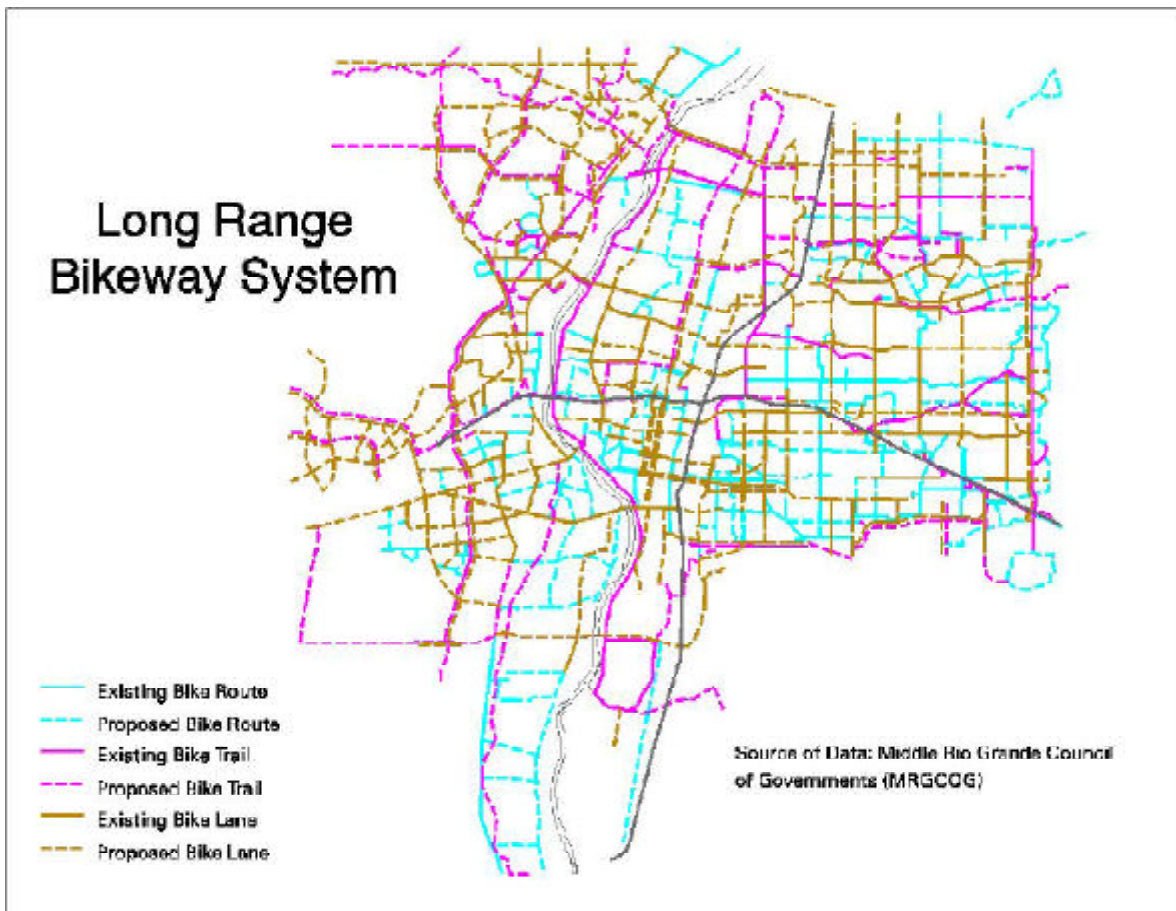 Long Range
Bikeway System
Existing Bike Route
Proposed Bike Route
Existing Bike Trail
Proposed Bike Trail
Existing Bike Lane
Proposed Bike Lane
Source of Data: Middle Rio Grande Council
of Governments (MRGCOG)